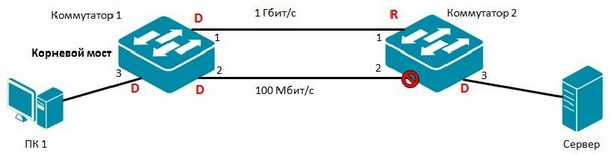 Коммутатор 1
D
1 Гбит/с
R
Коммутатор 2
1
1
Корневой мост
3
2
2
3
D
D
100 Мбит/с
D
ПК 1
Сервер